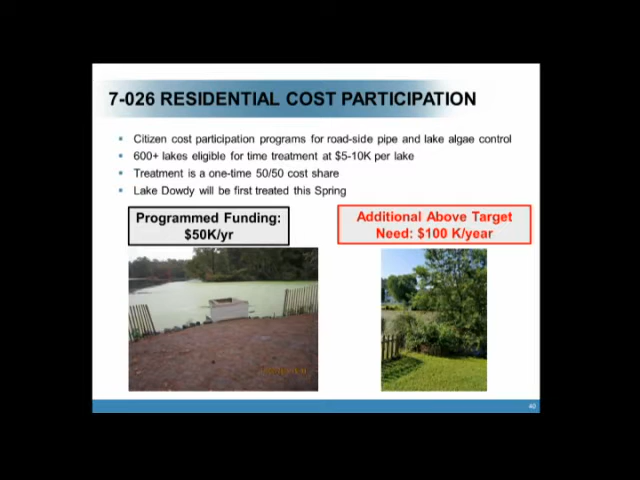 7-026 RESIDENTIAL COST PARTICIPATION
Citizen cost participation programs for road-side pipe and lake algae control
600+ lakes eligible for time treatment at $5-10K per lake
Treatment is a one-time 50/50 cost share
Lake Dowdy will be first treated this Spring
Programmed Funding:
$50K/yr
Additional Above Target
Need: $100 K/year
40